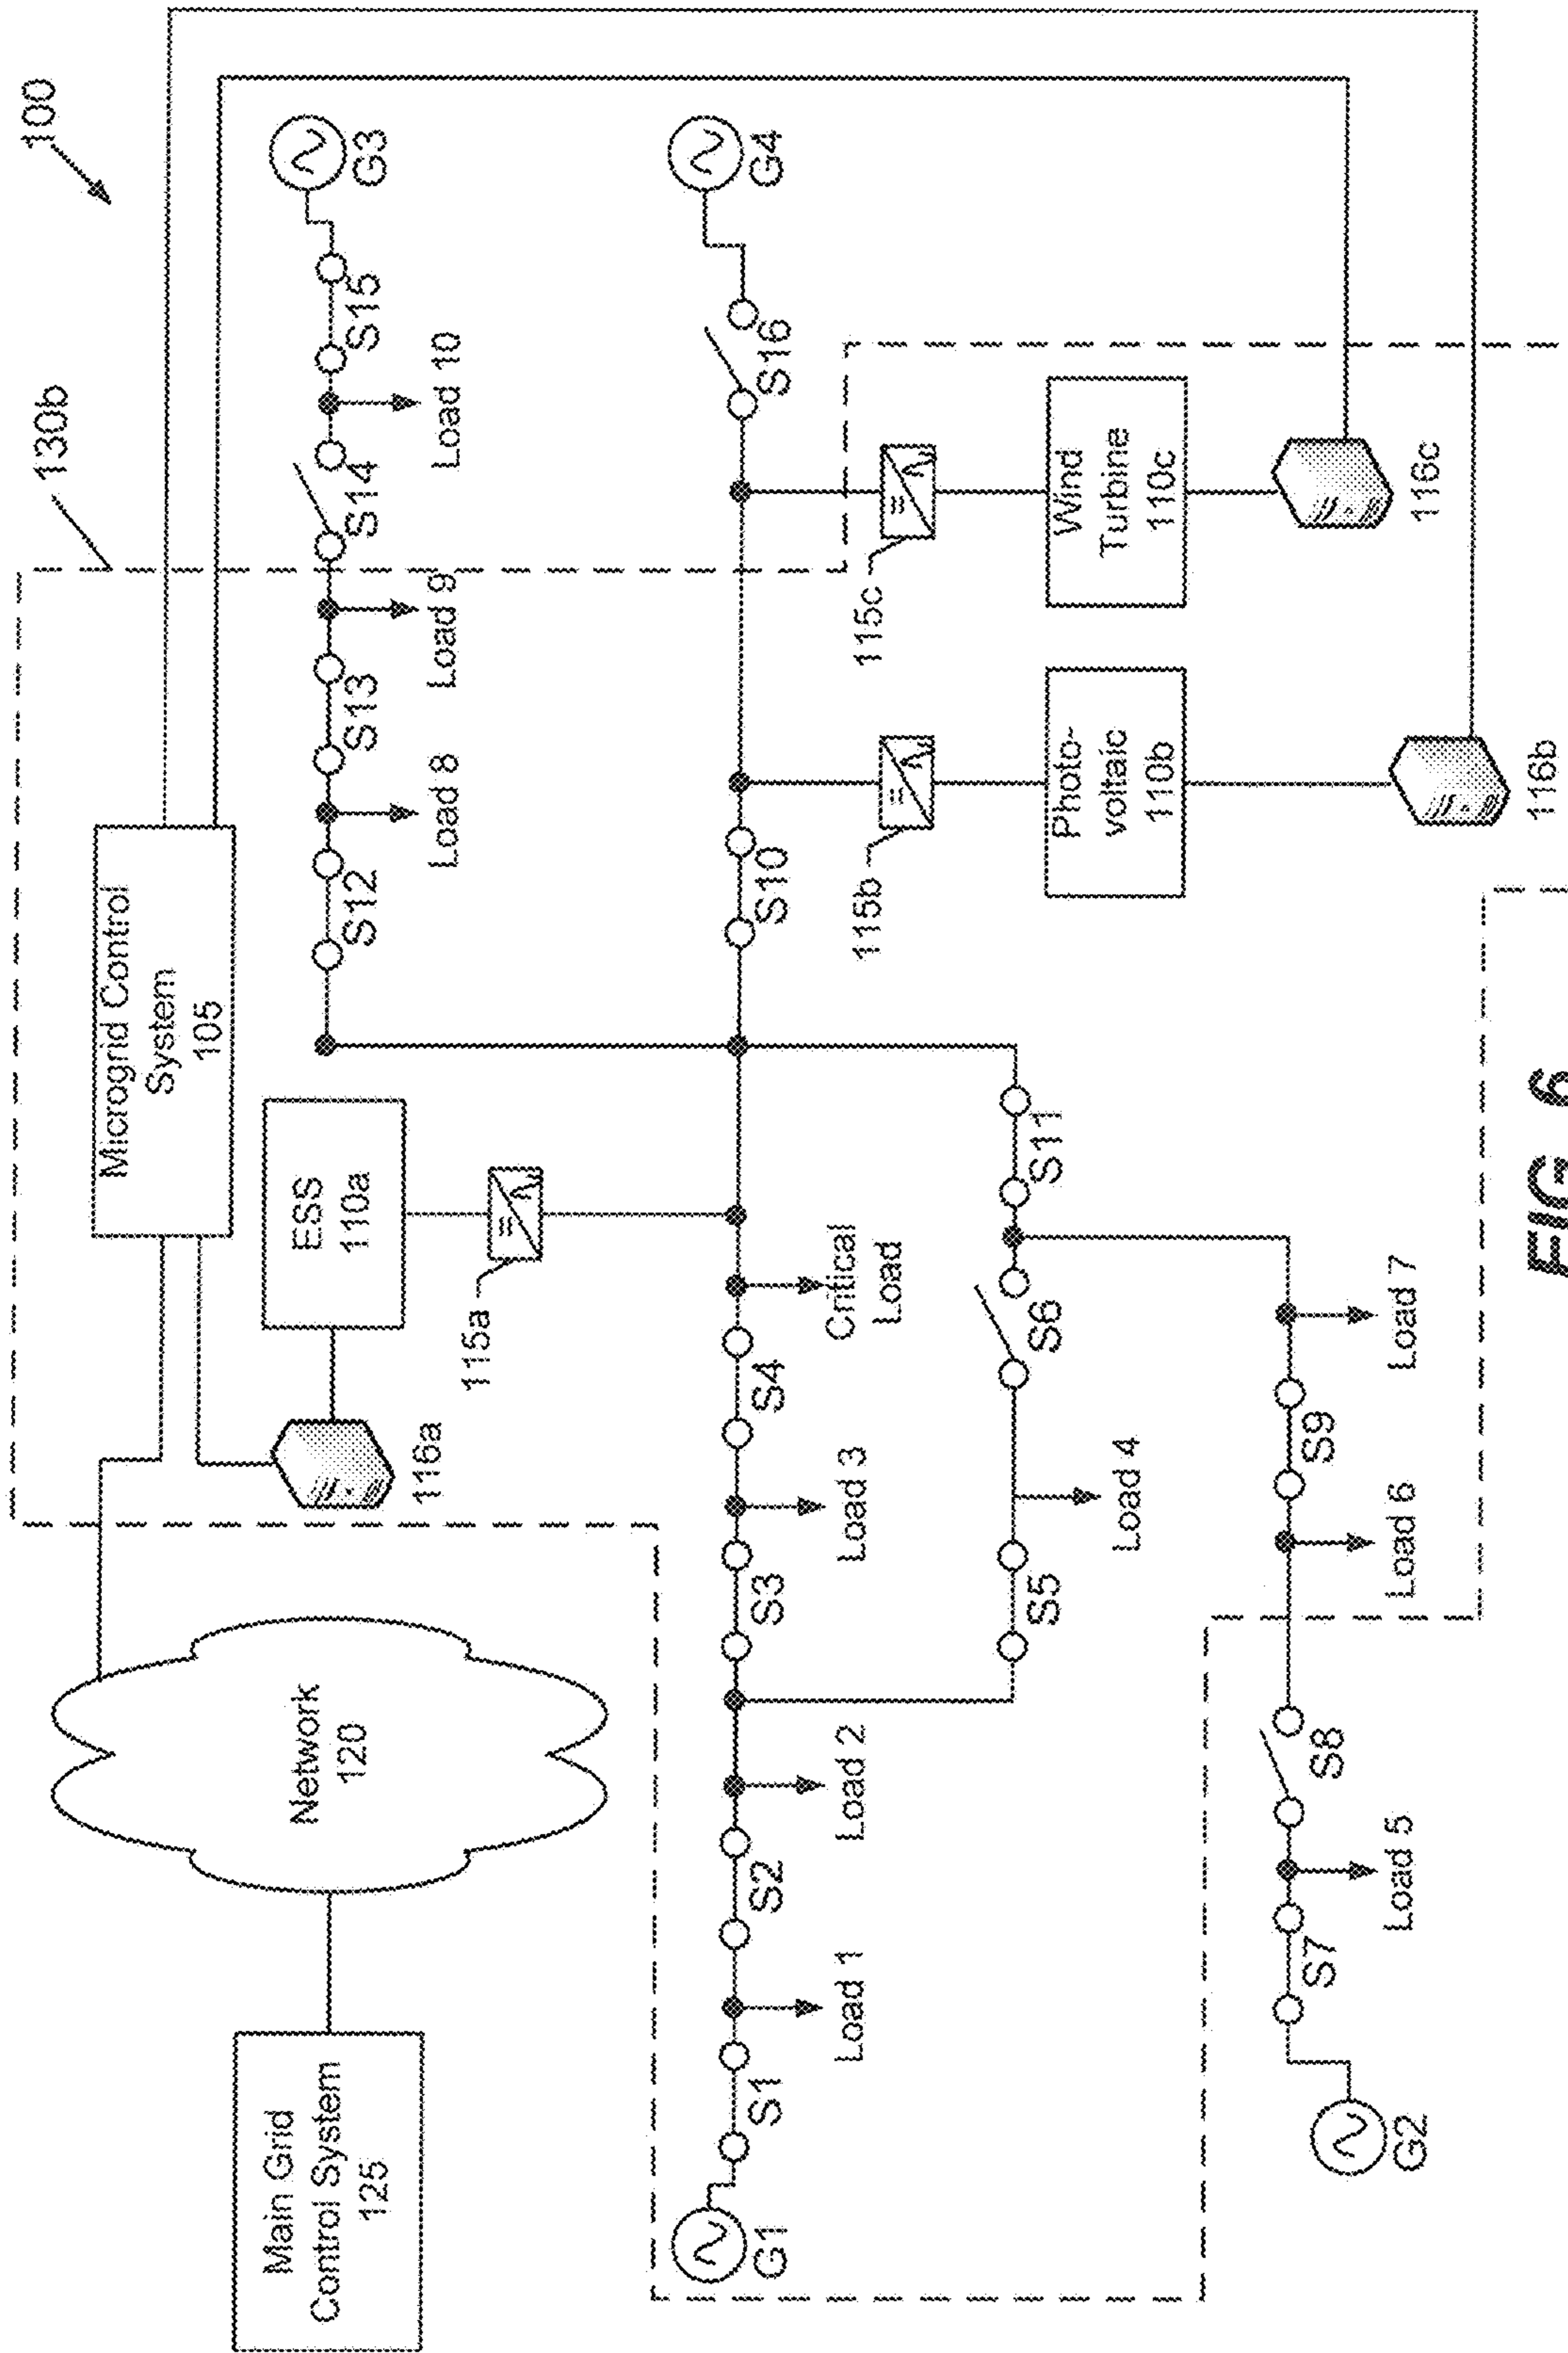 100
130b
Main Grid
Control System
125
Network
120
Microgrid Control
System
105
116a
ESS
110a
115a
G1
S1
Load 1
S2
Load 2
S3
Load 3
S4
Critical
Load
S5
Load 4
S6
S11
G2
S7
Load 5
S8
Load 6
S9
Load 7
S12
Load 8
S13
Load 9
S14
Load 10
S15
G3
S10
S16
G4
115b
Photo-
voltaic
110b
116b
115c
Wind
Turbine
110c
116c
FIG 6